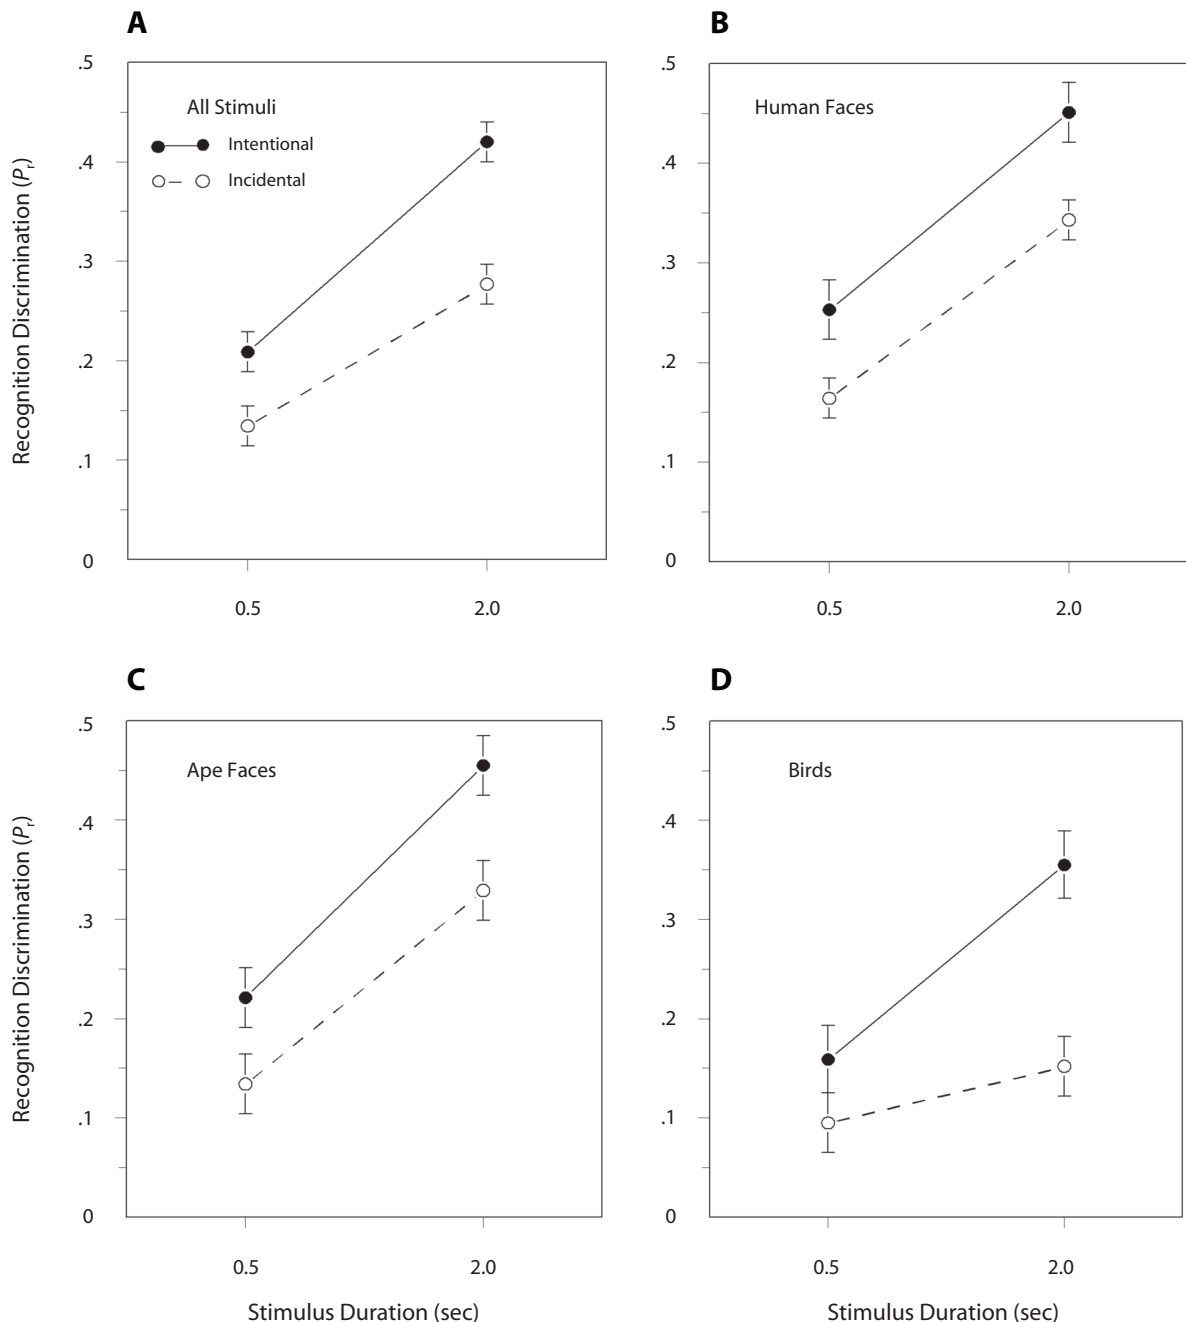 A
B
.5
.4
.3
.2
.1
0
All Stimuli
Intentional
Incidental
Recognition Discrimination (Pr)
0.5
2.0
.5
.4
.3
.2
.1
0
Human Faces
0.5
2.0
C
D
.5
.4
.3
.2
.1
0
Ape Faces
Recognition Discrimination (Pr)
0.5
2.0
Stimulus Duration (sec)
.5
.4
.3
.2
.1
0
Birds
0.5
2.0
Stimulus Duration (sec)